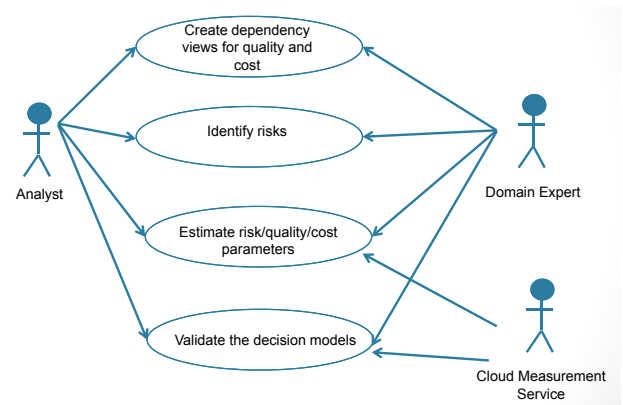 Create dependency
views for quality and
cost
Identify risks
Analyst
Domain Expert
Estimate risk/quality/cost
parameters
Validate the decision models
Cloud Measurement
Service